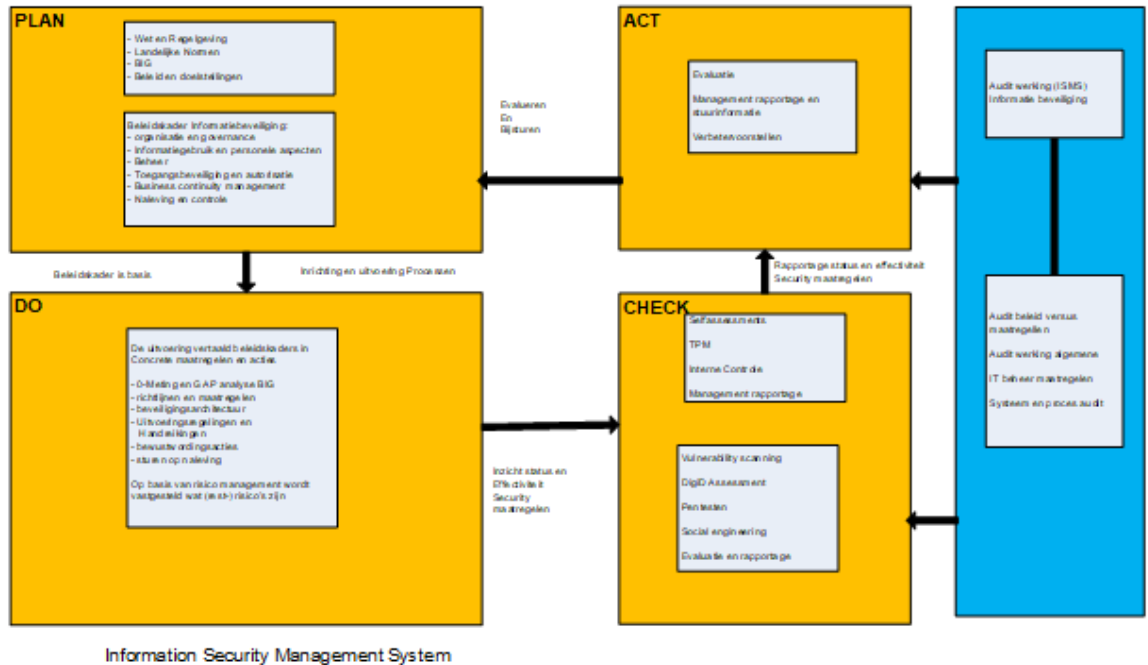 PLAN
- Wet en Regelgeving
- Landelijke Normen
- BIG
- Beleid en doelstellingen
Beleidskader Informatiebeveiliging:
- organisatie en governance
- Informatiegebruik en personele aspecten
- Beheer
- Toegangsbeveiliging en autorisatie
- Business continuity management
- Naleving en controle
Evalueren
En
Bijsturen
ACT
Evaluatie
Management rapportage en
stuurinformatie
Verbetervoorstellen
Audit werking (ISMS)
Informatie beveiliging
Beleidskader is basis
Inrichting en uitvoering Processen
Rapportage status en effectiviteit
Security maatregelen
DO
De uitvoering vertaald beleidskaders in
Concrete maatregelen en acties
- 0-Meting en GAP analyse BIG
- richtlijnen en maatregelen
- beveiligingsarchitectuur
- Uitvoeringsregelingen en
Handreikingen
- bewustwordingsacties
- sturen op naleving
Op basis van risico management wordt
vastgesteld wat (rest-) risico's zijn
Inzicht status en
Effectiviteit
Security
maatregelen
CHECK
Selfassessments
TPM
Interne Controle
Management rapportage
Vulnerability scanning
DigiD Assessment
Pentesten
Social engineering
Evaluatie en rapportage
Audit beleid versus
maatregelen
Audit werking algemene
IT beheer maatregelen
Systeem en proces audit
Information Security Management System